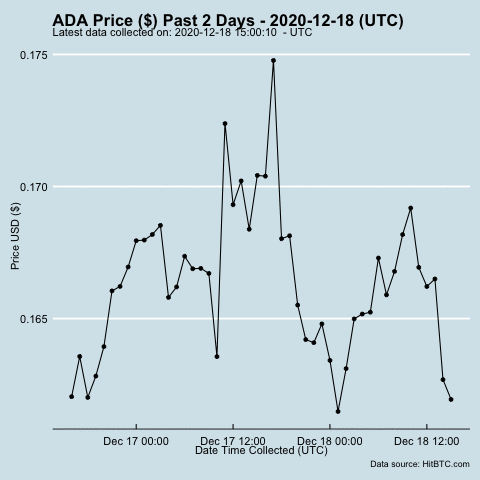 ADA Price ($) Past 2 Days - 2020-12-18 (UTC)
Latest data collected on: 2020-12-18 15:00:10 - UTC
0.175
0.170
0.165
Price USD ($)
Dec 17 00:00 Dec 17 12:00 Dec 18 00:00 Dec 18 12:00
Date Time Collected (UTC)
Data source: HitBTC.com